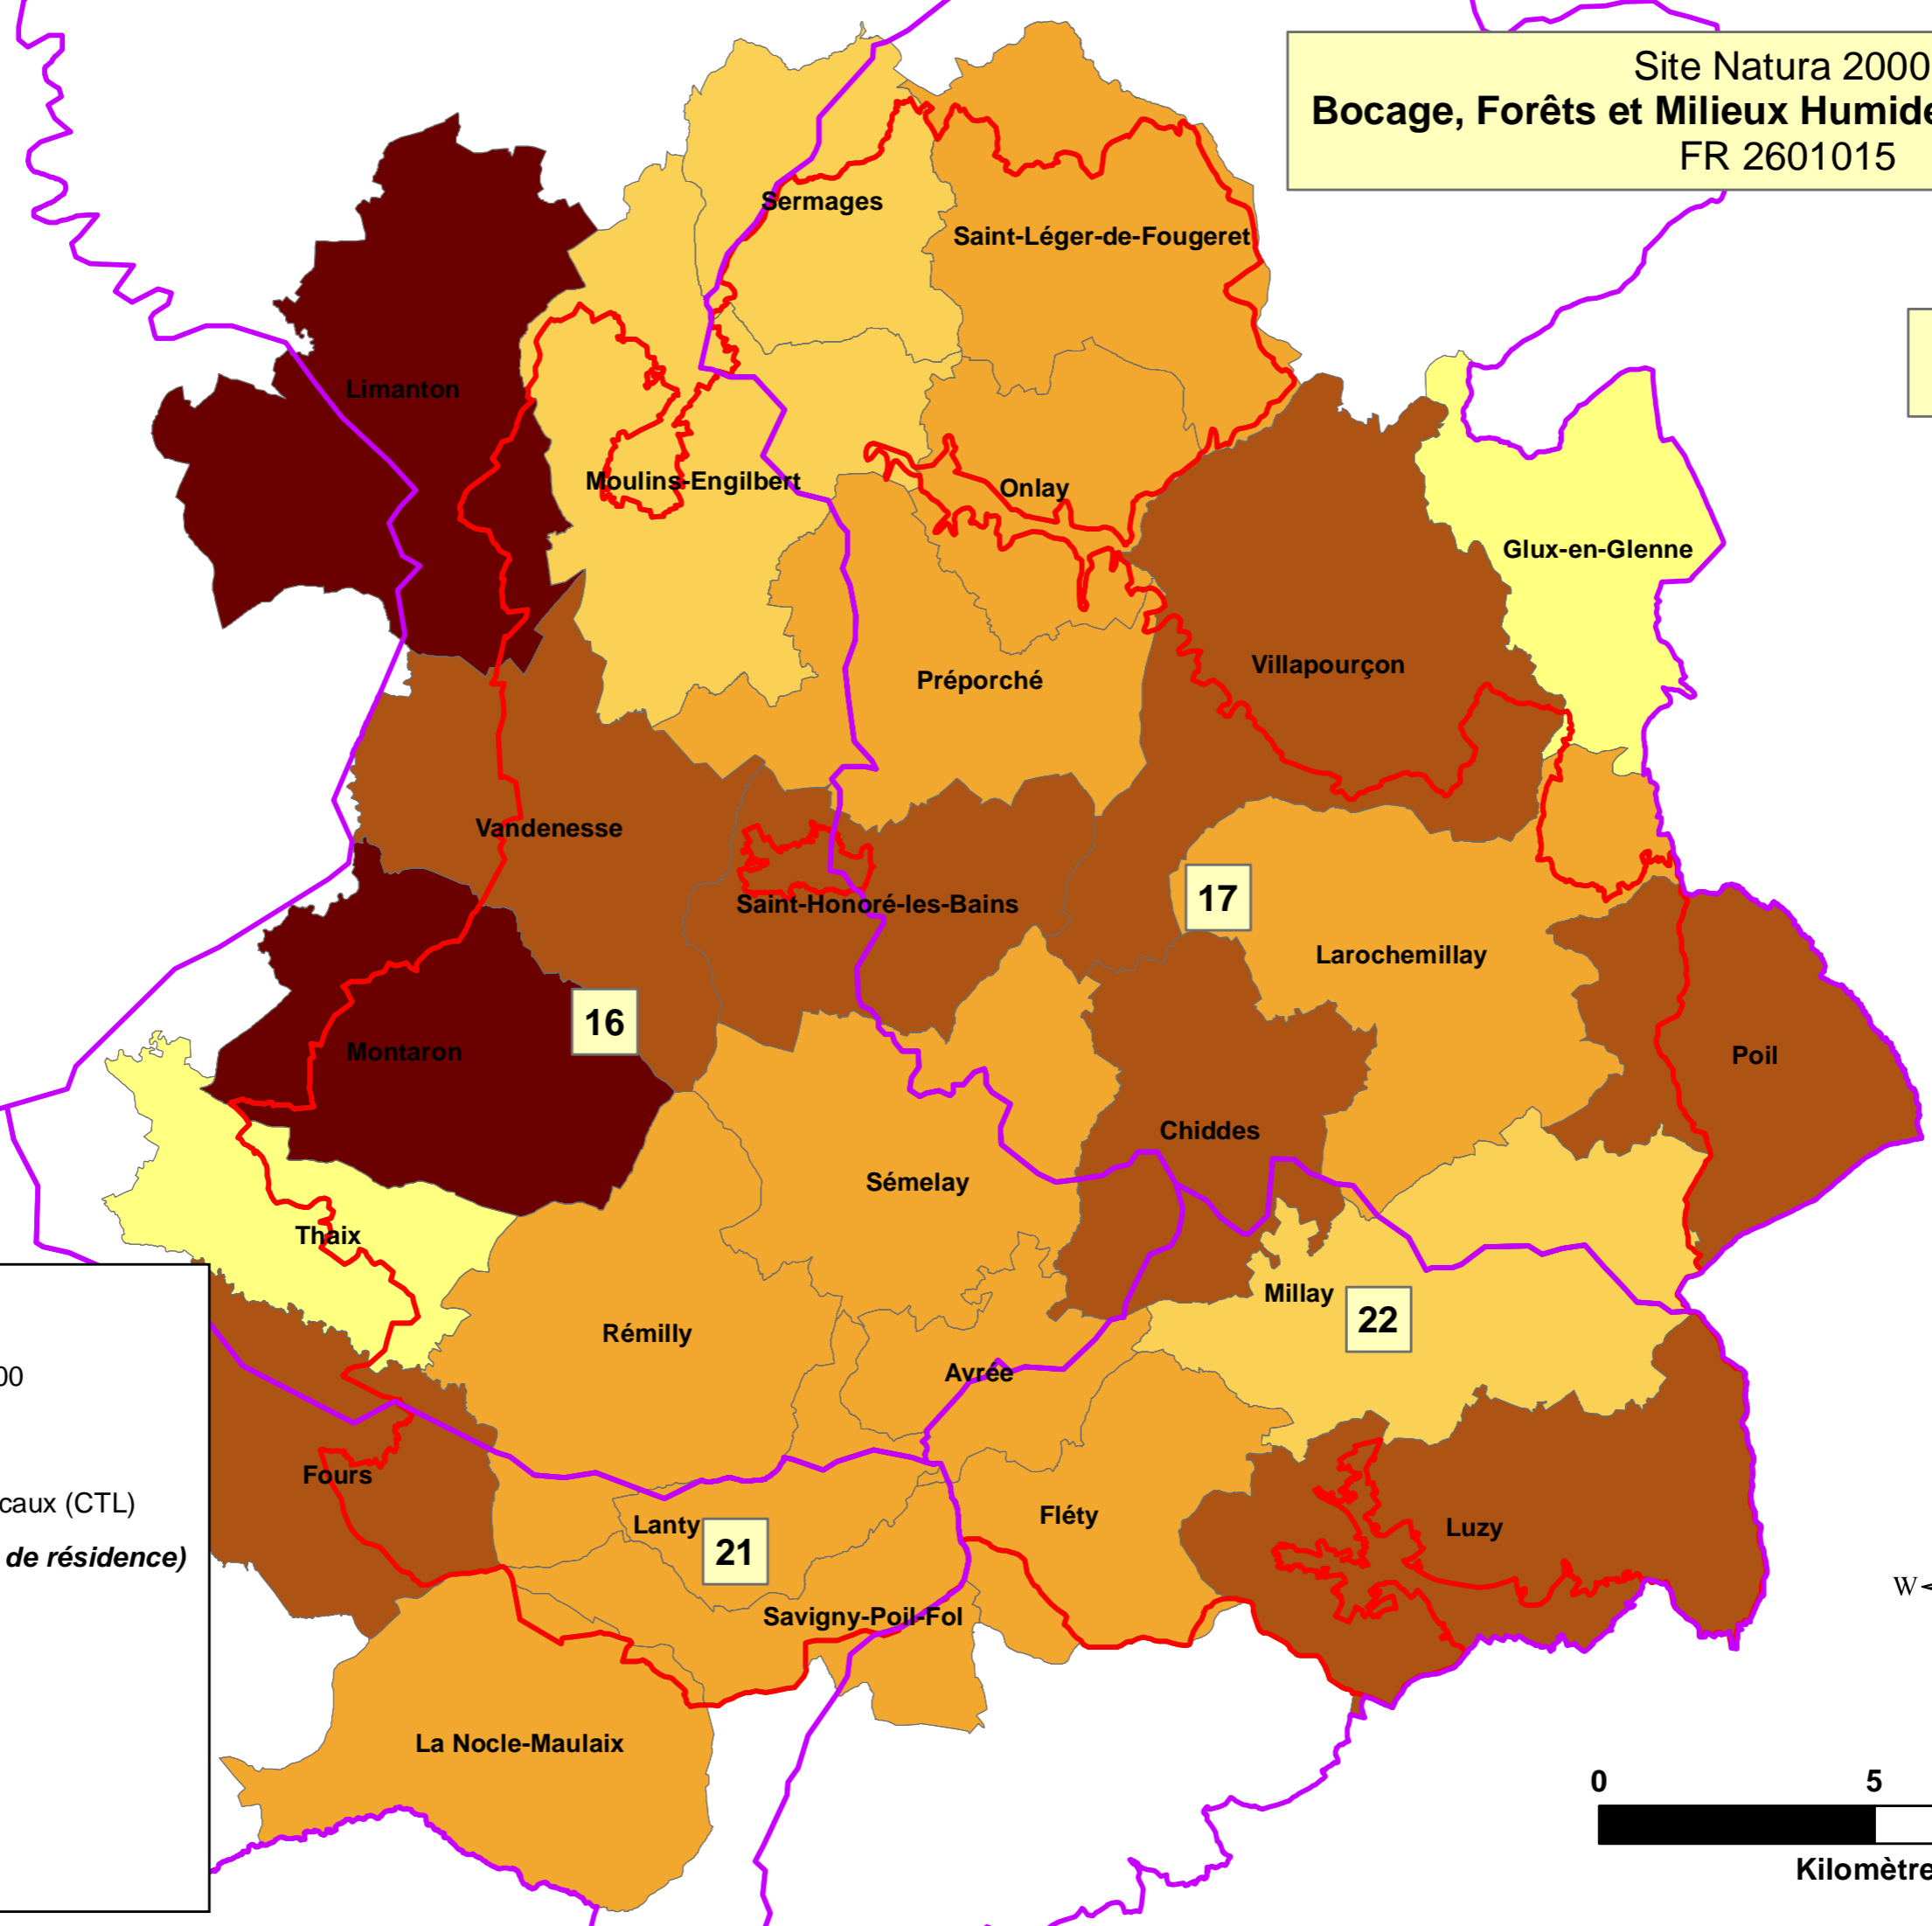 Site Natura 2000
Bocage, Forêts et Milieux Humide
FR 2601015
Sermages
Saint-Léger-de-Fougeret
Limanton
Moulins-Engilbert
Onlay
Glux-en-Glenne
Villapourçon
Préporché
Vandenesse
17
Saint-Honoré-les-Bains
Larochemillay
16
Montaron
Poil
Chiddes
Sémelay
Thaix
Millay
22
Rémilly
Avrée
00
Fours
caux (CTL)
Lanty
21
Fléty
Luzy
de résidence)
W
Savigny-Poil-Fol
La Nocle-Maulaix
0 5
Kilomètre